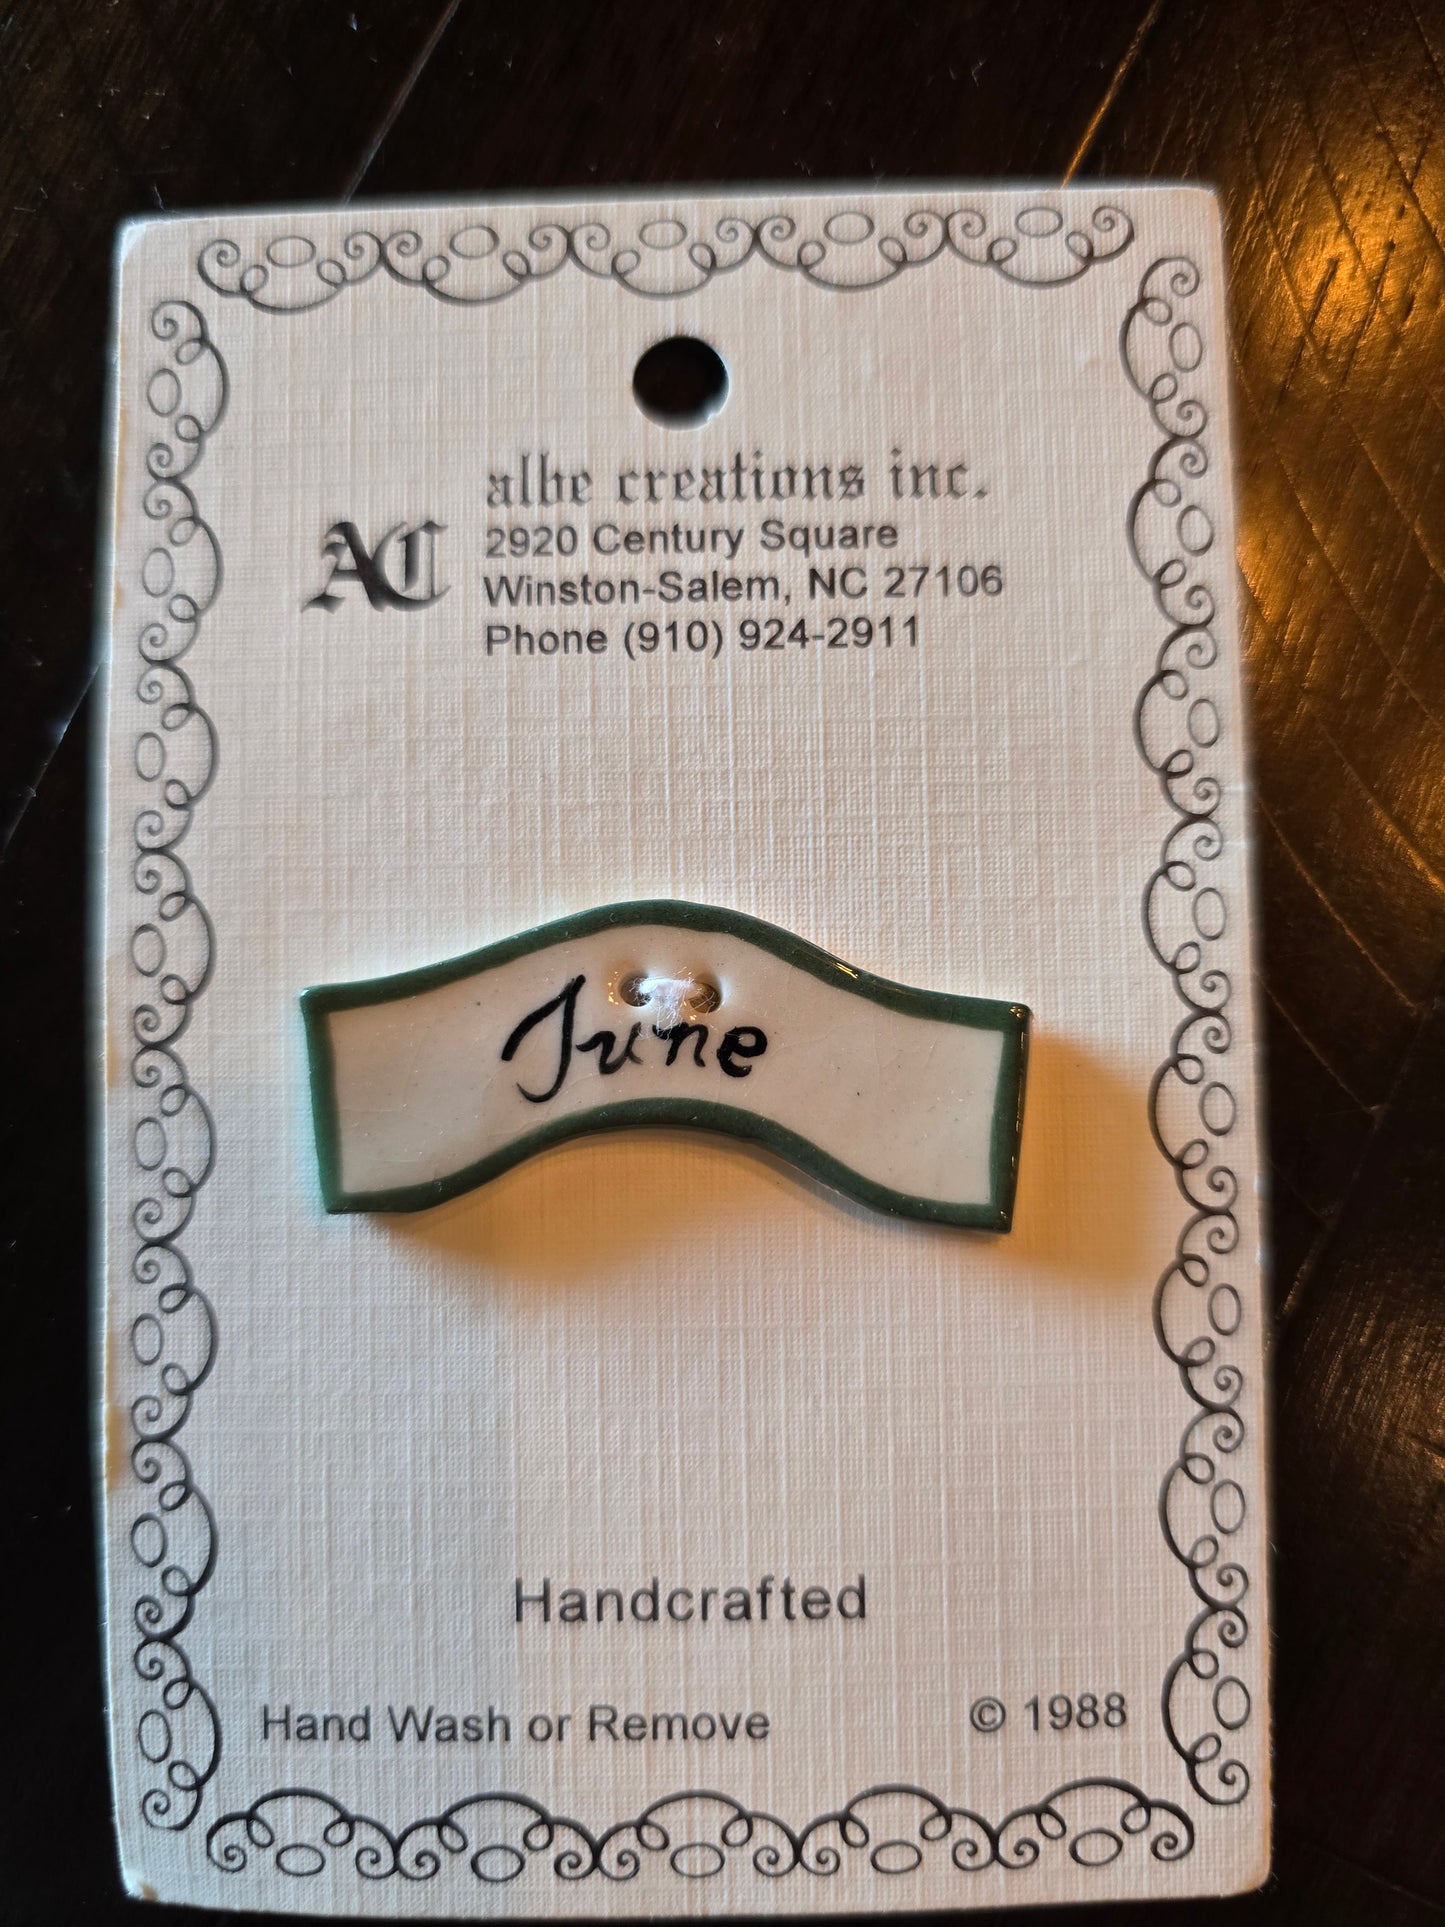 albe creations inc.
AC
2920 Century Square
Winston-Salem, NC 27106
Phone (910) 924-2911
June
Handcrafted
Hand Wash or Remove
© 1988